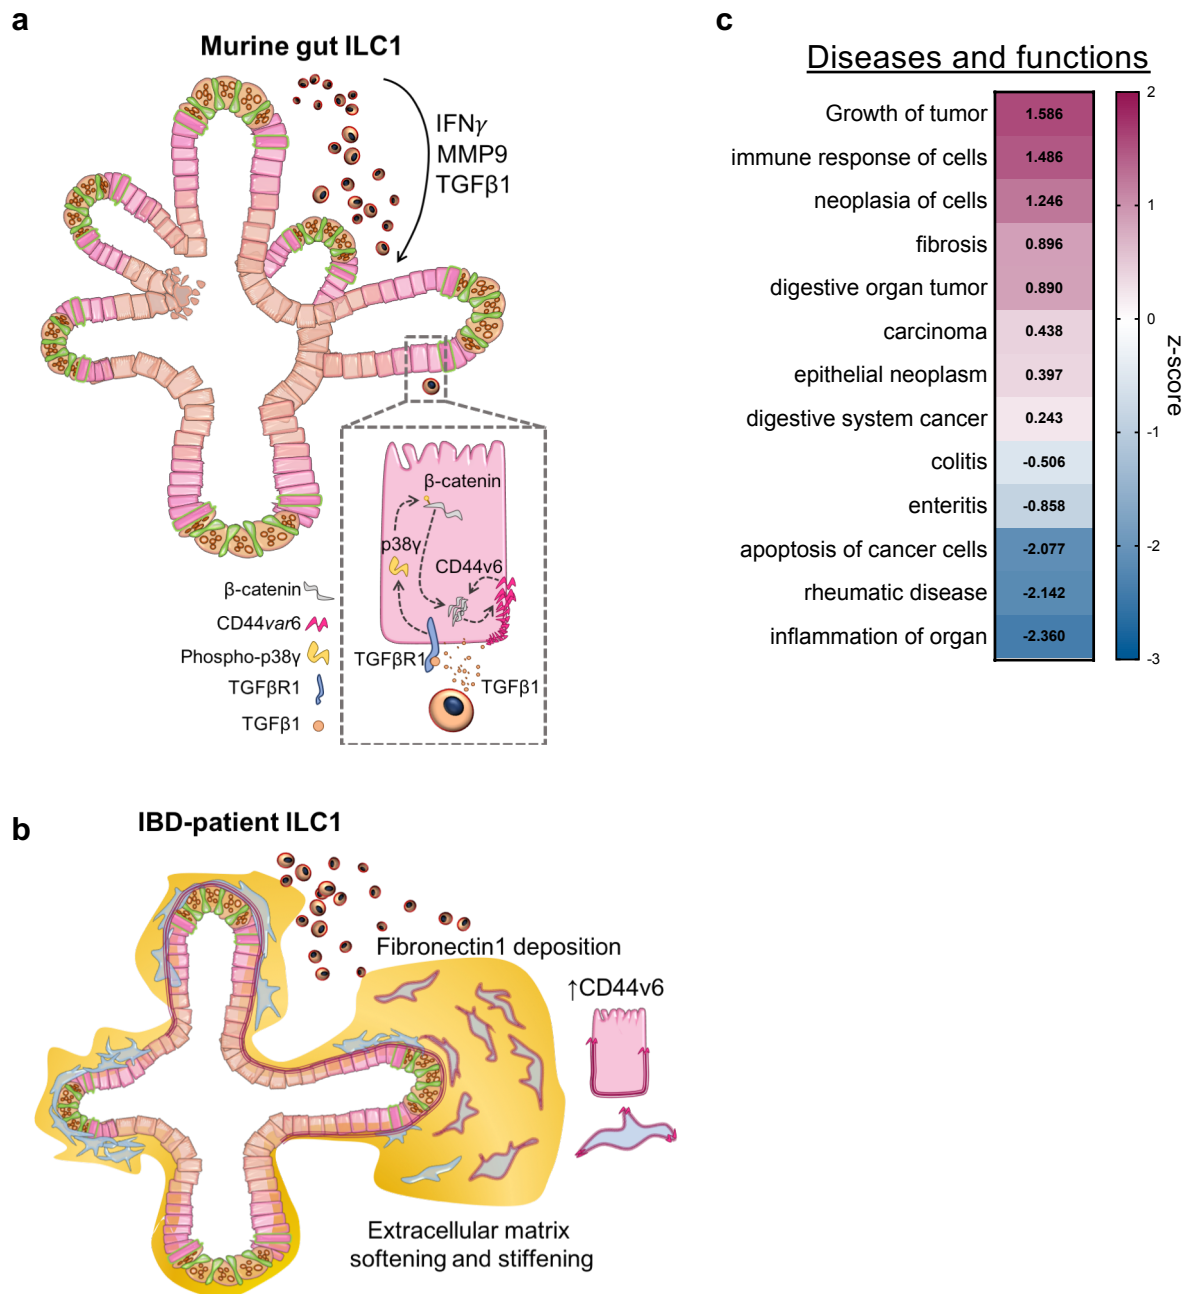 a
Murine gut ILC1
IFNγ
MMP9
TGFβ1
β-catenin
p38γ
CD44v6
TGFβR1
TGFβ1
β-catenin
CD44var6
Phospho-p38γ
TGFβR1
TGFβ1
b
IBD-patient ILC1
Fibronectin1 deposition
↑CD44v6
Extracellular matrix
softening and stiffening
c
Diseases and functions
Growth of tumor 1.586
immune response of cells 1.486
neoplasia of cells 1.246
fibrosis 0.896
digestive organ tumor 0.890
carcinoma 0.438
epithelial neoplasm 0.397
digestive system cancer 0.243
colitis -0.506
enteritis -0.858
apoptosis of cancer cells -2.077
rheumatic disease -2.142
inflammation of organ -2.360
2
1
0
-1
-2
-3
z-score